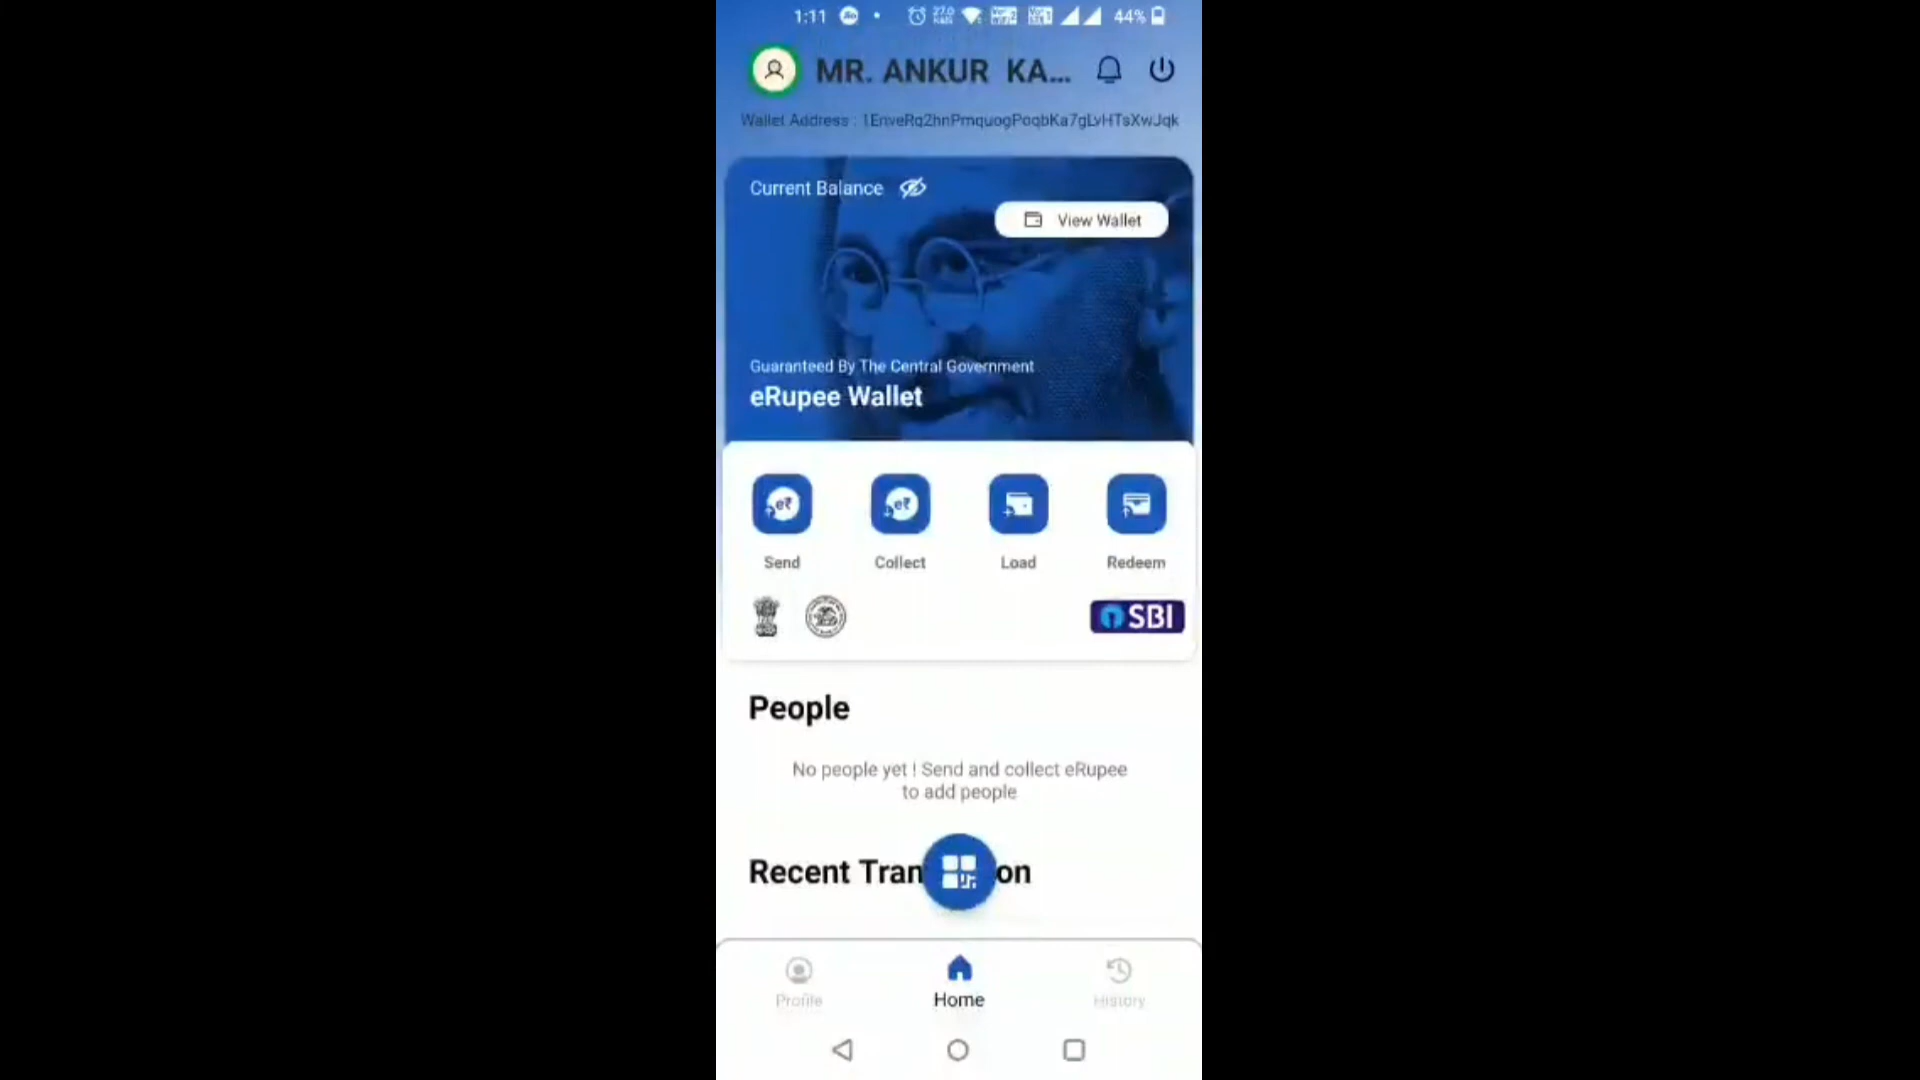 1:11
44%
MR. ANKUR KA...
Wallet Address : 1EnveRq2hnPmquogPoqbKa7gLvHTsXwJqk
Current Balance
View Wallet
Guaranteed By The Central Government
eRupee Wallet
Send Collect Load Redeem
SBI
People
No people yet ! Send and collect eRupee
to add people
Recent Tran on
Profile Home History